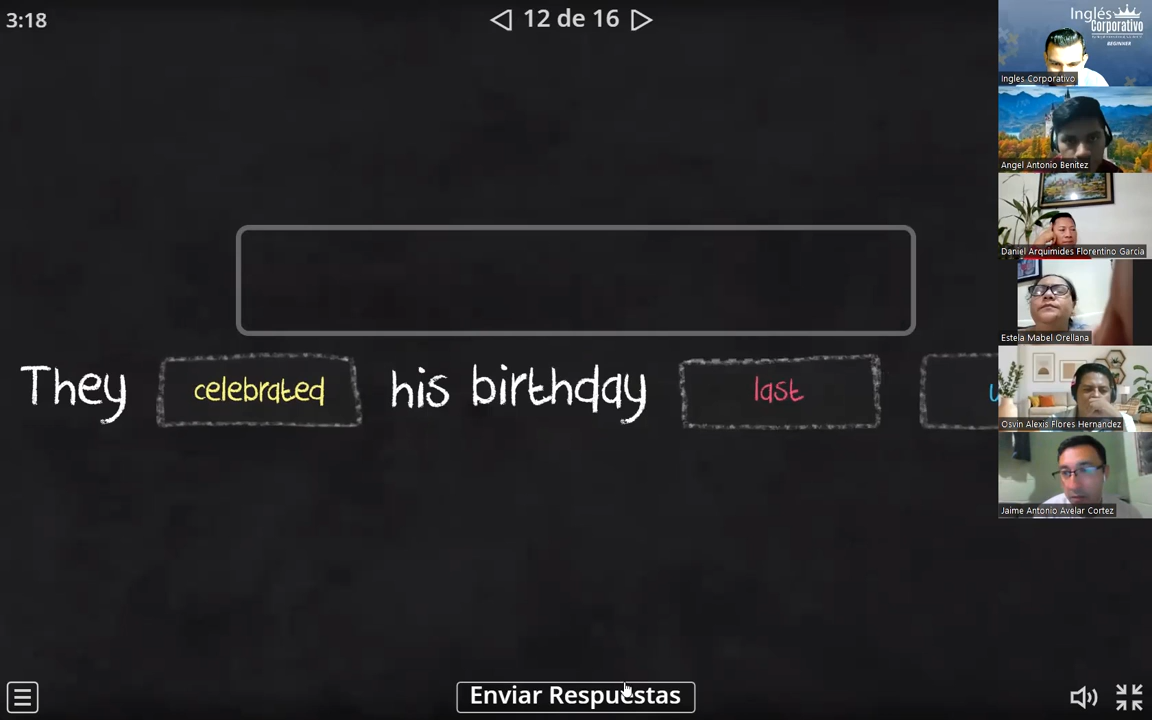 3:18
12 de 16
Inglés
Corporativo
BEGINNER
Ingles Corporativo
Angel Antonio Benitez
Daniel Arquimides Florentino Garcia
Estela Mabel Orellana
They celebrated his birthday last
Osvin Alexis Flores Hernandez
Jaime Antonio Avelar Cortez
Enviar Respuestas